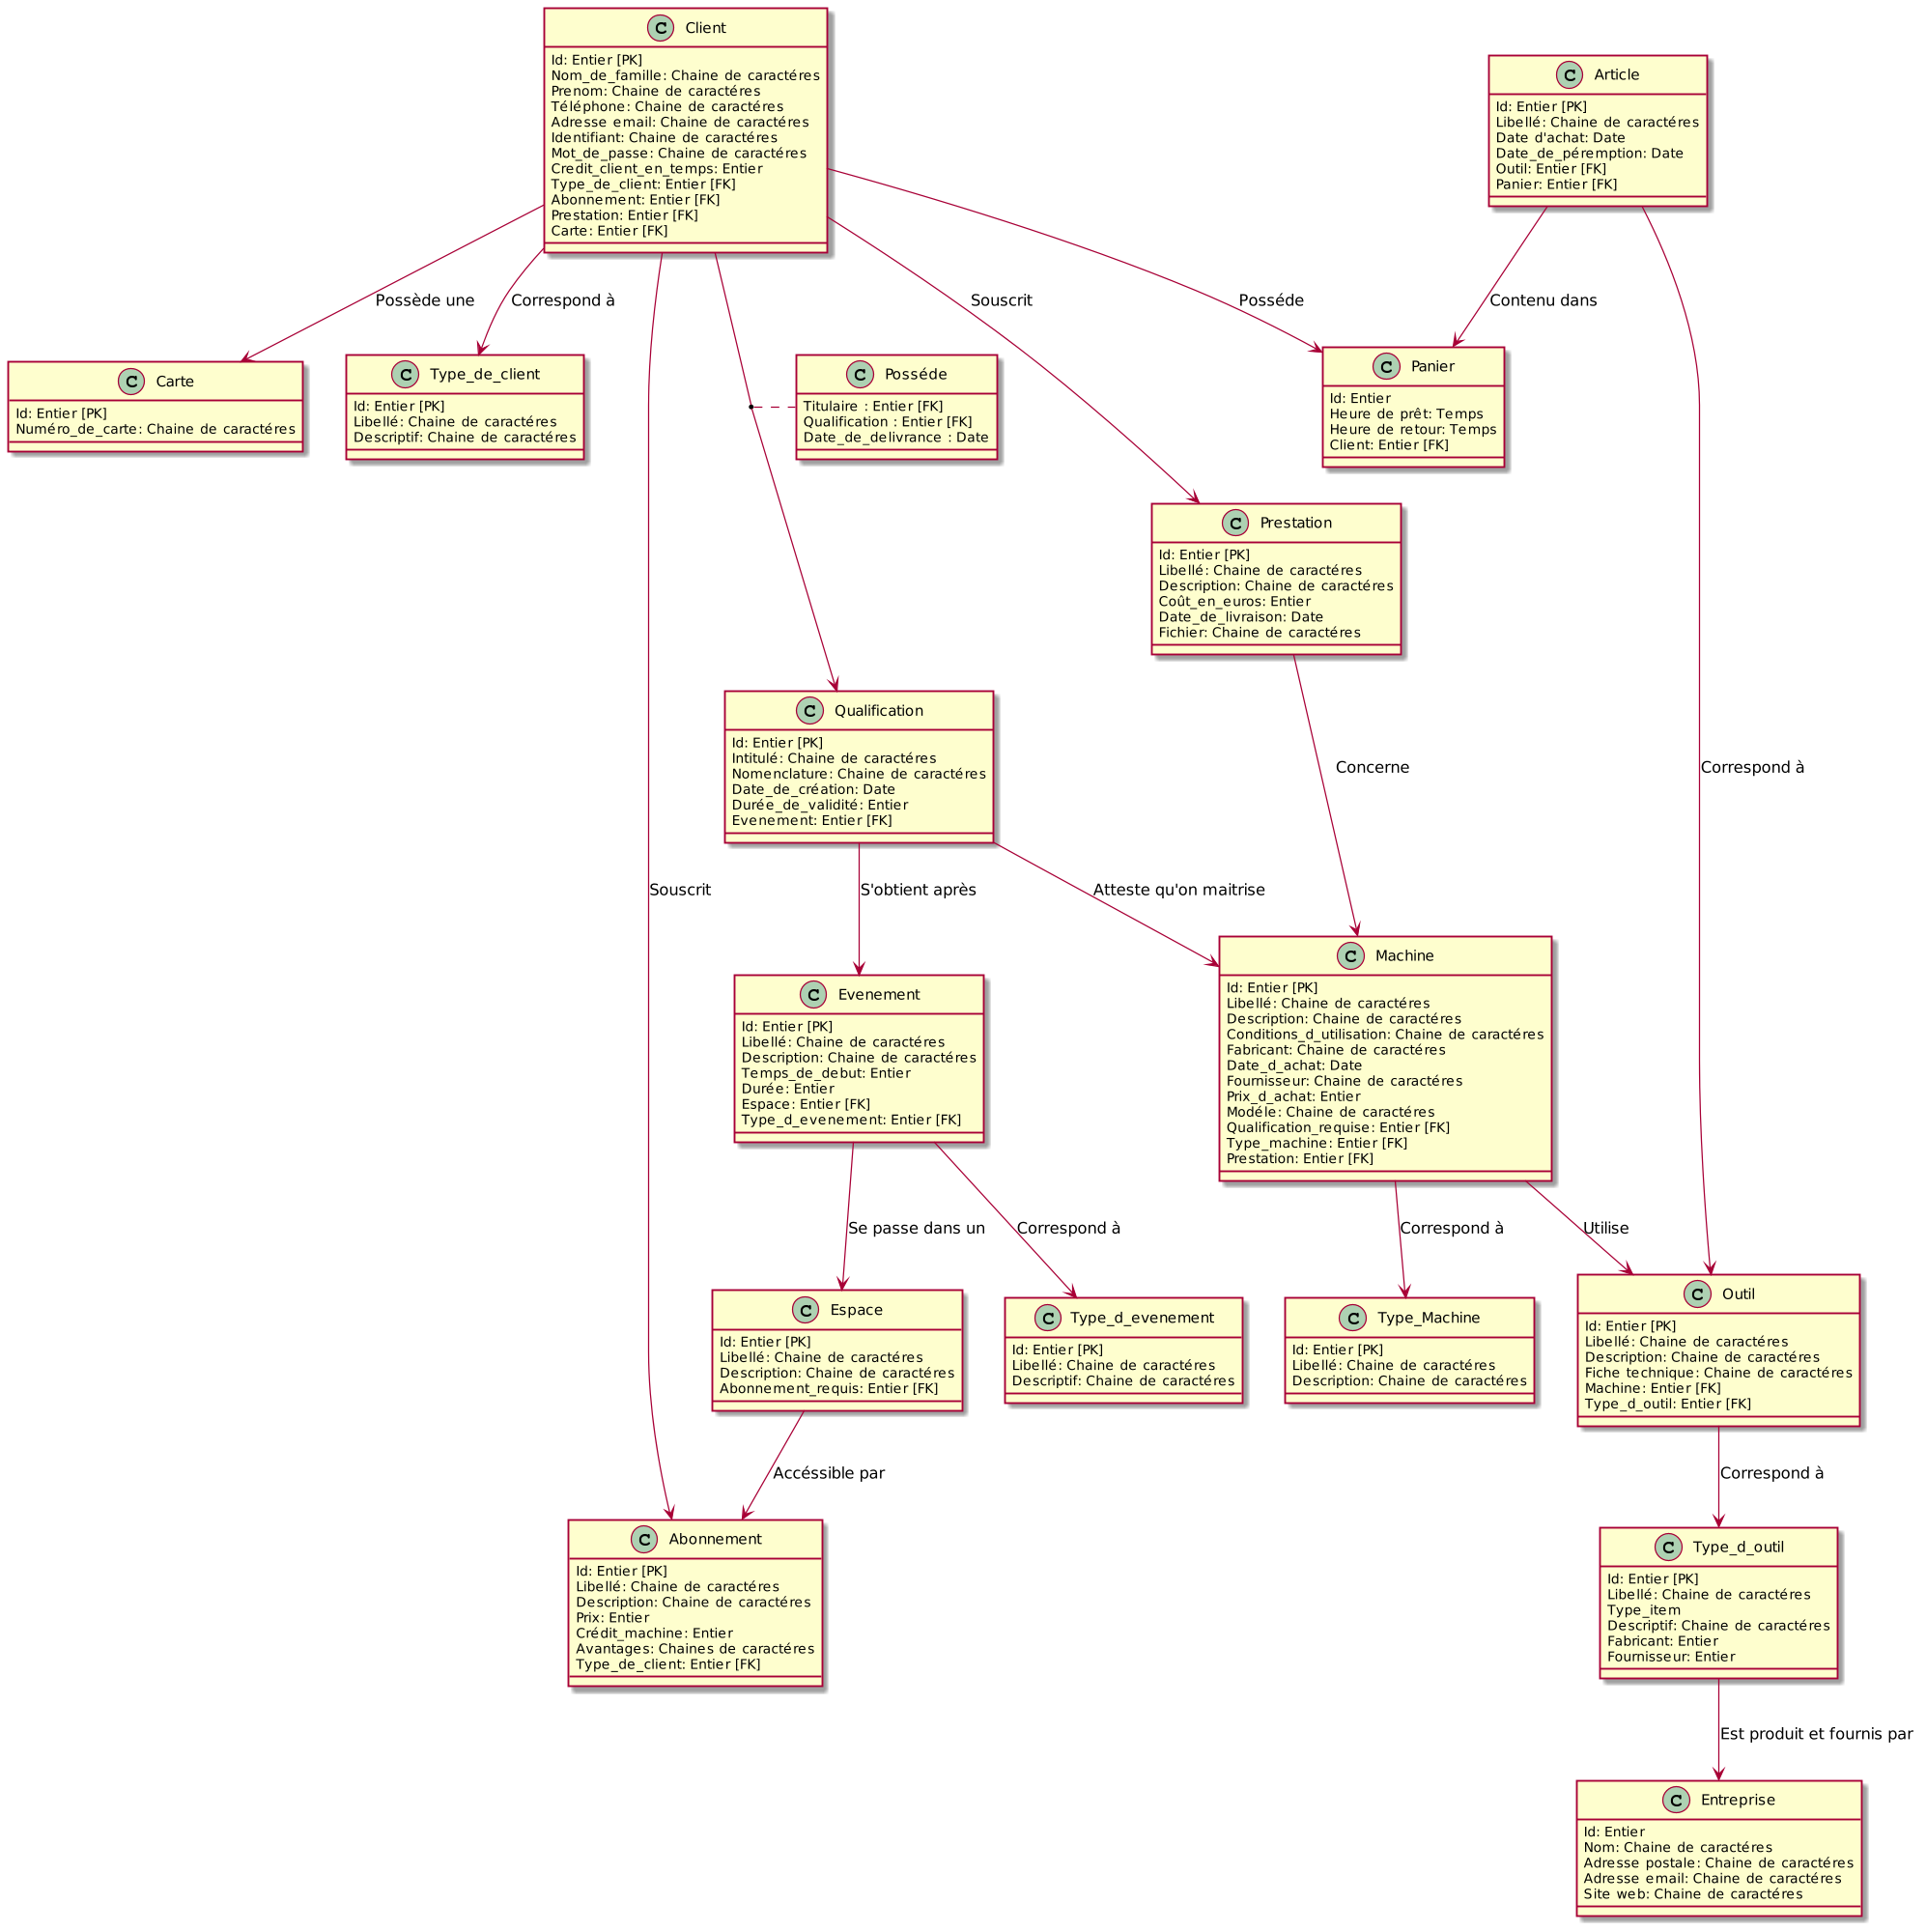 C Client
Id: Entier [PK]
Nom_de_famille: Chaine de caractéres
Prenom: Chaine de caractéres
Téléphone: Chaine de caractéres
Adresse email: Chaine de caractéres
Identifiant: Chaine de caractéres
Mot_de_passe: Chaine de caractéres
Credit_client_en_temps: Entier
Type_de_client: Entier [FK]
Abonnement: Entier [FK]
Prestation: Entier [FK]
Carte: Entier [FK]
C Article
Id: Entier [PK]
Libellé: Chaine de caractéres
Date d'achat: Date
Date_de_péremption: Date
Outil: Entier [FK]
Panier: Entier [FK]
Possède une
Correspond à
Souscrit
Posséde
Contenu dans
C Carte
Id: Entier [PK]
Numéro_de_carte: Chaine de caractéres
C Type_de_client
Id: Entier [PK]
Libellé: Chaine de caractéres
Descriptif: Chaine de caractéres
C Posséde
Titulaire : Entier [FK]
Qualification : Entier [FK]
Date_de_delivrance : Date
C Panier
Id: Entier
Heure de prêt: Temps
Heure de retour: Temps
Client: Entier [FK]
C Prestation
Id: Entier [PK]
Libellé: Chaine de caractéres
Description: Chaine de caractéres
Coût_en_euros: Entier
Date_de_livraison: Date
Fichier: Chaine de caractéres
C Qualification
Id: Entier [PK]
Intitulé: Chaine de caractéres
Nomenclature: Chaine de caractéres
Date_de_création: Date
Durée_de_validité: Entier
Evenement: Entier [FK]
Concerne
Correspond à
Souscrit
S'obtient après
Atteste qu'on maitrise
C Evenement
Id: Entier [PK]
Libellé: Chaine de caractéres
Description: Chaine de caractéres
Temps_de_debut: Entier
Durée: Entier
Espace: Entier [FK]
Type_d_evenement: Entier [FK]
C Machine
Id: Entier [PK]
Libellé: Chaine de caractéres
Description: Chaine de caractéres
Conditions_d_utilisation: Chaine de caractéres
Fabricant: Chaine de caractéres
Date_d_achat: Date
Fournisseur: Chaine de caractéres
Prix_d_achat: Entier
Modéle: Chaine de caractéres
Qualification_requise: Entier [FK]
Type_machine: Entier [FK]
Prestation: Entier [FK]
Se passe dans un
Correspond à
Correspond à
Utilise
C Espace
Id: Entier [PK]
Libellé: Chaine de caractéres
Description: Chaine de caractéres
Abonnement_requis: Entier [FK]
C Type_d_evenement
Id: Entier [PK]
Libellé: Chaine de caractéres
Descriptif: Chaine de caractéres
C Type_Machine
Id: Entier [PK]
Libellé: Chaine de caractéres
Description: Chaine de caractéres
C Outil
Id: Entier [PK]
Libellé: Chaine de caractéres
Description: Chaine de caractéres
Fiche technique: Chaine de caractéres
Machine: Entier [FK]
Type_d_outil: Entier [FK]
Accéssible par
Correspond à
C Abonnement
Id: Entier [PK]
Libellé: Chaine de caractéres
Description: Chaine de caractéres
Prix: Entier
Crédit_machine: Entier
Avantages: Chaines de caractéres
Type_de_client: Entier [FK]
C Type_d_outil
Id: Entier [PK]
Libellé: Chaine de caractéres
Type_item
Descriptif: Chaine de caractéres
Fabricant: Entier
Fournisseur: Entier
Est produit et fournis par
C Entreprise
Id: Entier
Nom: Chaine de caractéres
Adresse postale: Chaine de caractéres
Adresse email: Chaine de caractéres
Site web: Chaine de caractéres